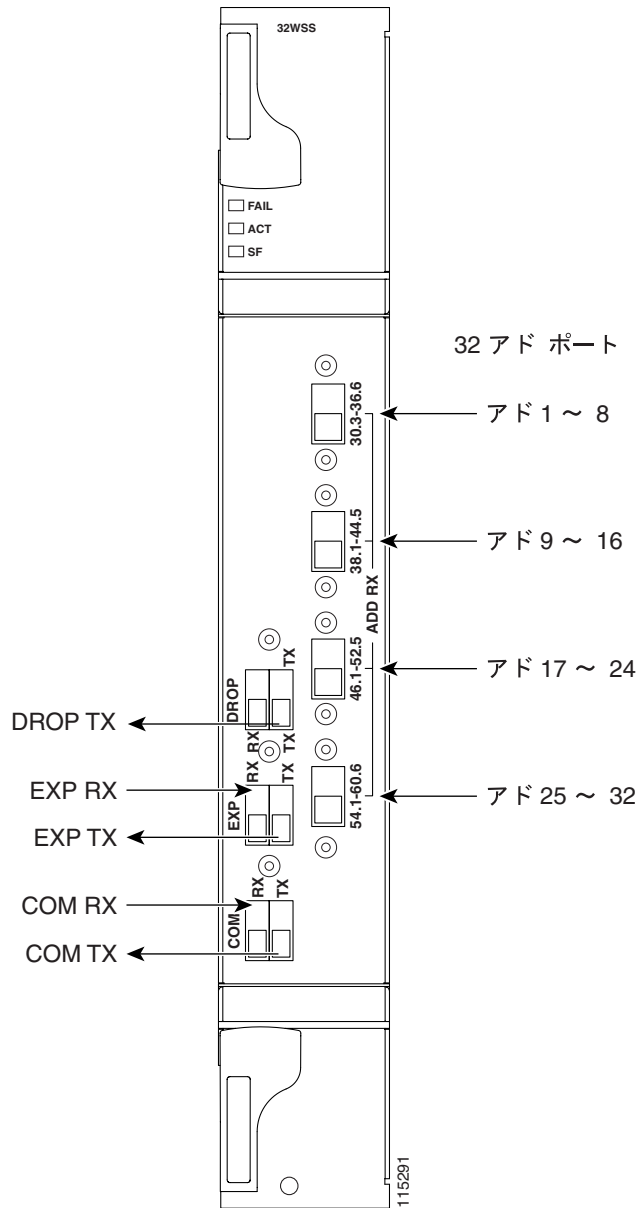 32WSS
FAIL
ACT
SF
32 アド ポート
30.3-36.6
アド 1 ～ 8
38.1-44.5
アド 9 ～ 16
ADD RX
46.1-52.5
アド 17 ～ 24
54.1-60.6
アド 25 ～ 32
TX
DROP
RX
TX
DROP TX
RX
TX
EXP
EXP RX
EXP TX
RX
TX
COM
COM RX
COM TX
115291